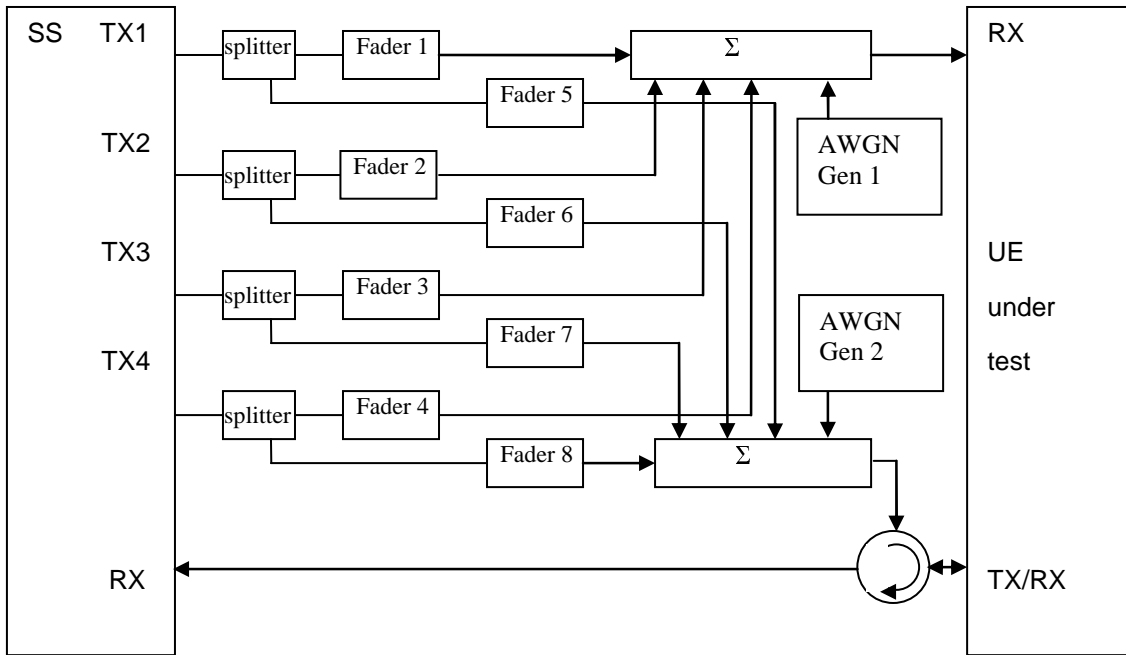 SS TX1
splitter
Fader 1
Σ
RX
Fader 5
TX2
AWGN
Gen 1
splitter
Fader 2
Fader 6
TX3
UE
under
test
splitter
Fader 3
AWGN
Gen 2
Fader 7
TX4
splitter
Fader 4
Fader 8
Σ
RX
TX/RX